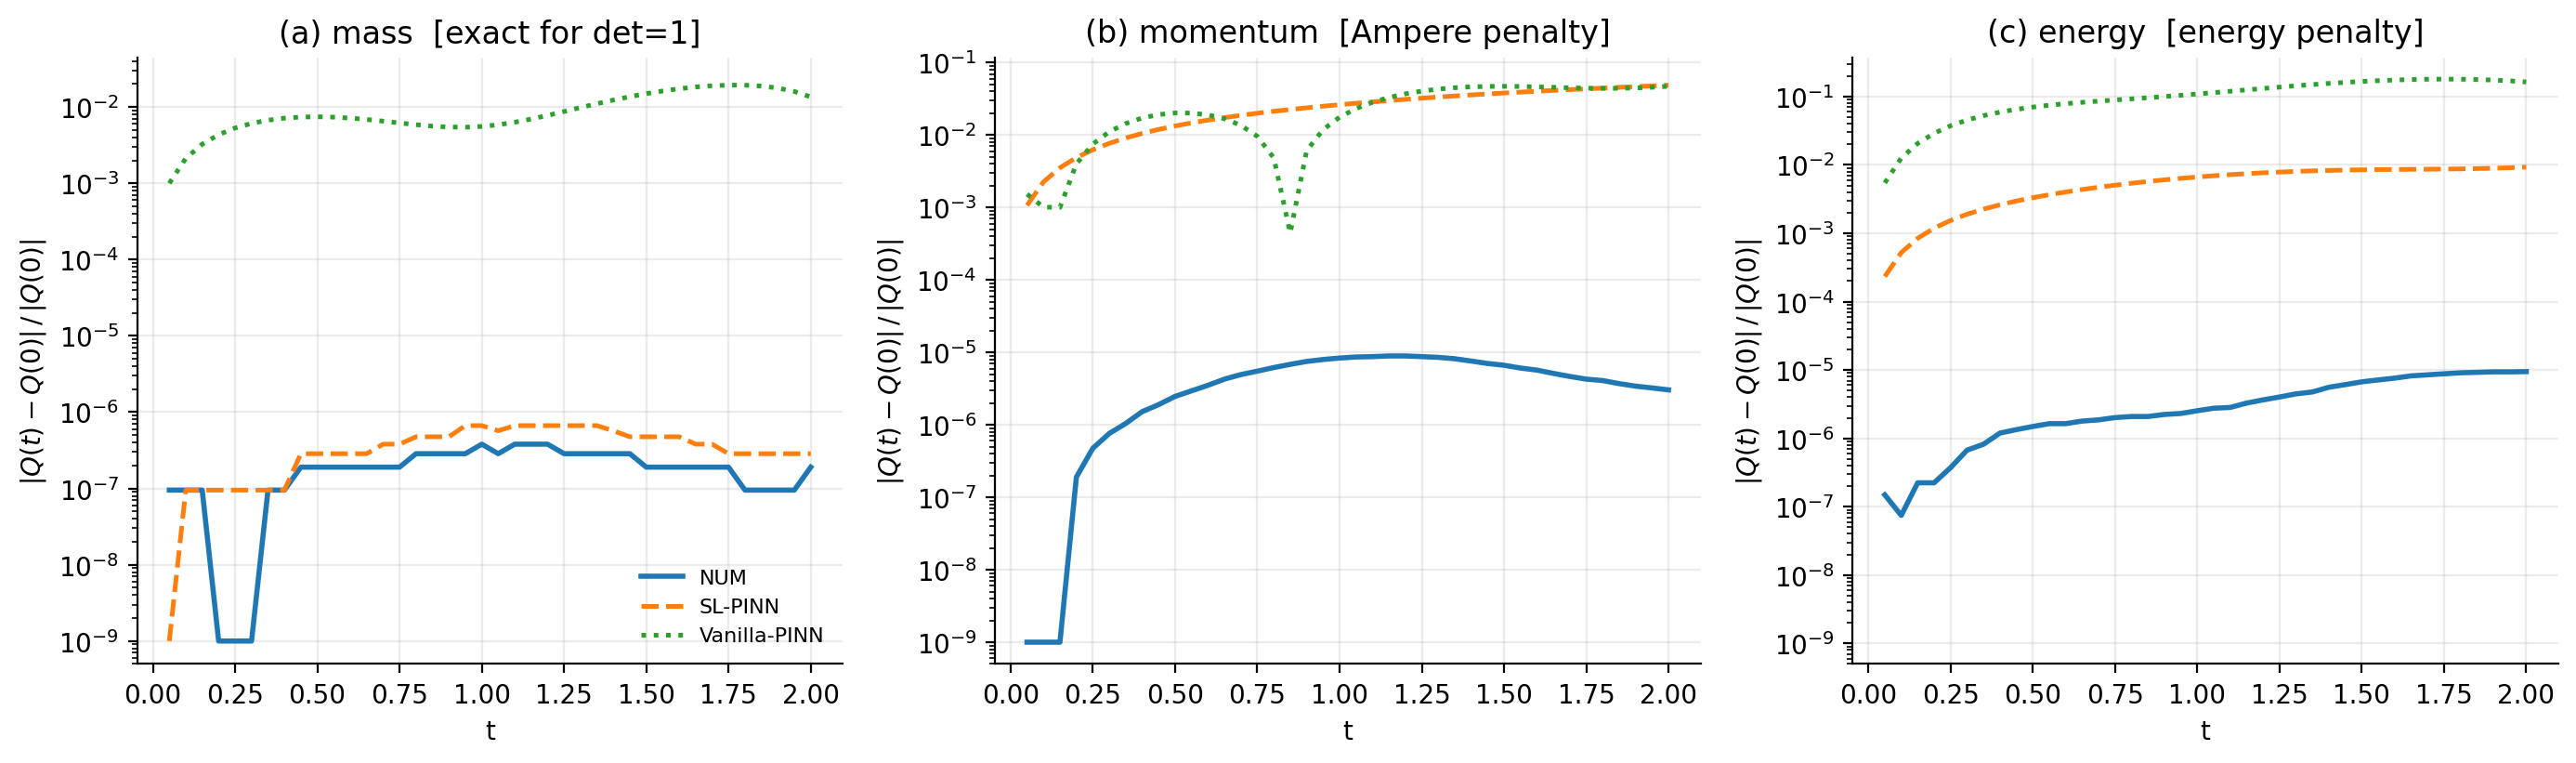 (a) mass [exact for det=1]
|Q(t) − Q(0)| / |Q(0)|
10⁻²
10⁻³
10⁻⁴
10⁻⁵
10⁻⁶
10⁻⁷
10⁻⁸
10⁻⁹
NUM
SL-PINN
Vanilla-PINN
0.00 0.25 0.50 0.75 1.00 1.25 1.50 1.75 2.00
t
(b) momentum [Ampere penalty]
|Q(t) − Q(0)| / |Q(0)|
10⁻¹
10⁻²
10⁻³
10⁻⁴
10⁻⁵
10⁻⁶
10⁻⁷
10⁻⁸
10⁻⁹
0.00 0.25 0.50 0.75 1.00 1.25 1.50 1.75 2.00
t
(c) energy [energy penalty]
|Q(t) − Q(0)| / |Q(0)|
10⁻¹
10⁻²
10⁻³
10⁻⁴
10⁻⁵
10⁻⁶
10⁻⁷
10⁻⁸
10⁻⁹
0.00 0.25 0.50 0.75 1.00 1.25 1.50 1.75 2.00
t